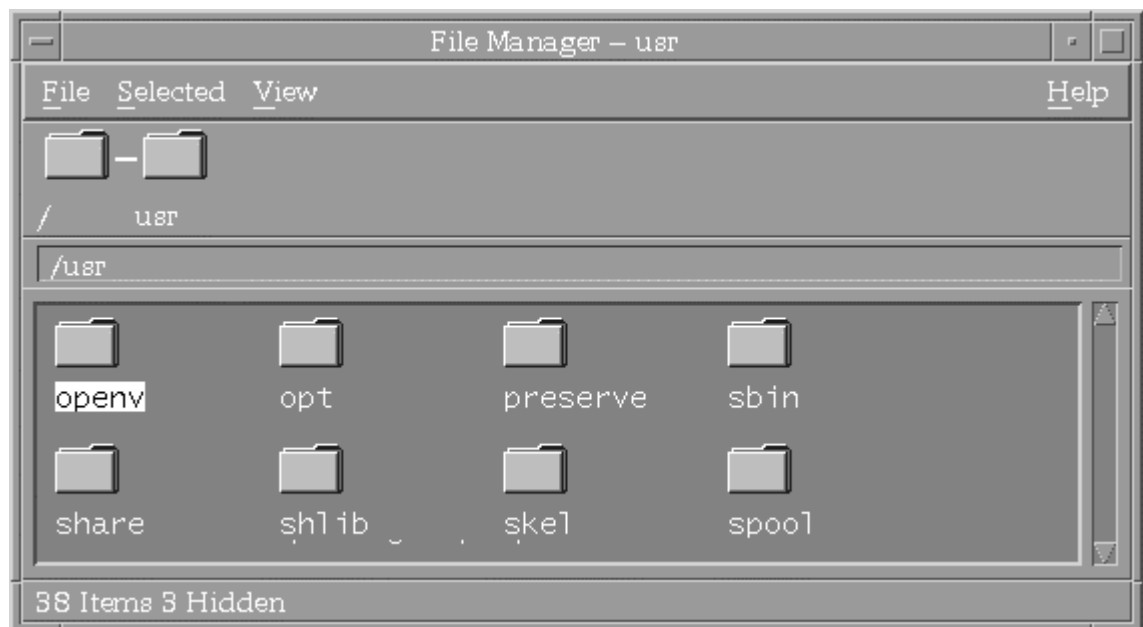 File Manager – usr
File Selected View Help
/ usr
/usr
openv opt preserve sbin
share shlib skel spool
38 Items 3 Hidden